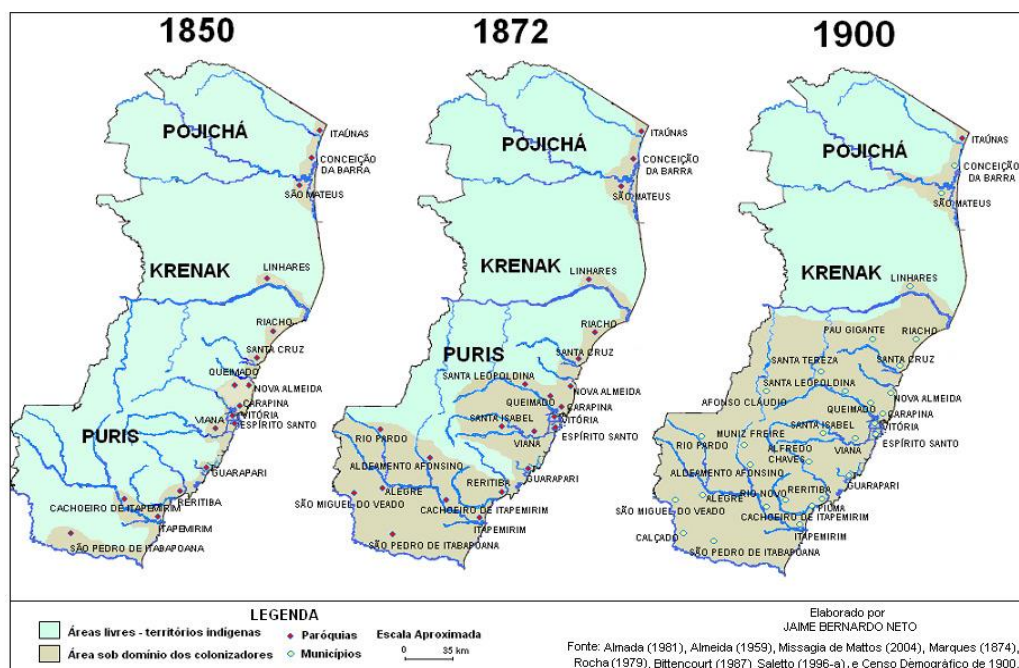 1850
POJICHÁ
ITAÚNAS
CONCEIÇÃO
DA BARRA
SÃO MATEUS
KRENAK
LINHARES
RIACHO
SANTA CRUZ
QUEIMADO
NOVA ALMEIDA
CARAPINA
VITÓRIA
VIANA
ESPÍRITO SANTO
PURIS
GUARAPARI
RERITIBA
CACHOEIRO DE ITAPEMIRIM
ITAPEMIRIM
SÃO PEDRO DE ITABAPOANA
1872
POJICHÁ
ITAÚNAS
CONCEIÇÃO
DA BARRA
SÃO MATEUS
KRENAK
LINHARES
RIACHO
PURIS
SANTA CRUZ
SANTA LEOPOLDINA
NOVA ALMEIDA
QUEIMADO
CARAPINA
SANTA ISABEL
VITÓRIA
ESPÍRITO SANTO
VIANA
RIO PARDO
ALDEAMENTO AFONSINO
GUARAPARI
RERITIBA
ALEGRE
SÃO MIGUEL DO VEADO
CACHOEIRO DE ITAPEMIRIM
ITAPEMIRIM
SÃO PEDRO DE ITABAPOANA
1900
POJICHÁ
ITAÚNAS
CONCEIÇÃO
DA BARRA
SÃO MATEUS
KRENAK
LINHARES
PAU GIGANTE
RIACHO
SANTA TEREZA
SANTA CRUZ
SANTA LEOPOLDINA
NOVA ALMEIDA
AFONSO CLÁUDIO
QUEIMADO
CARAPINA
SANTA ISABEL
VITÓRIA
MUNIZ FREIRE
ESPÍRITO SANTO
RIO PARDO
VIANA
ALFREDO
CHAVES
ALDEAMENTO AFONSINO
GUARAPARI
ALEGRE
RIO NOVO
RERITIBA
SÃO MIGUEL DO VEADO
PIUMA
CACHOEIRO DE ITAPEMIRIM
ITAPEMIRIM
CALÇADO
SÃO PEDRO DE ITABAPOANA
LEGENDA
Áreas livres - territórios indígenas
Paróquias
Escala Aproximada
Área sob domínio dos colonizadores
Municípios
0 35 km
Elaborado por
JAIME BERNARDO NETO
Fonte: Almada (1981), Almeida (1959), Missagia de Mattos (2004), Marques (1874),
Rocha (1979), Bittencourt (1987), Saletto (1996-a), e Censo Demográfico de 1900.